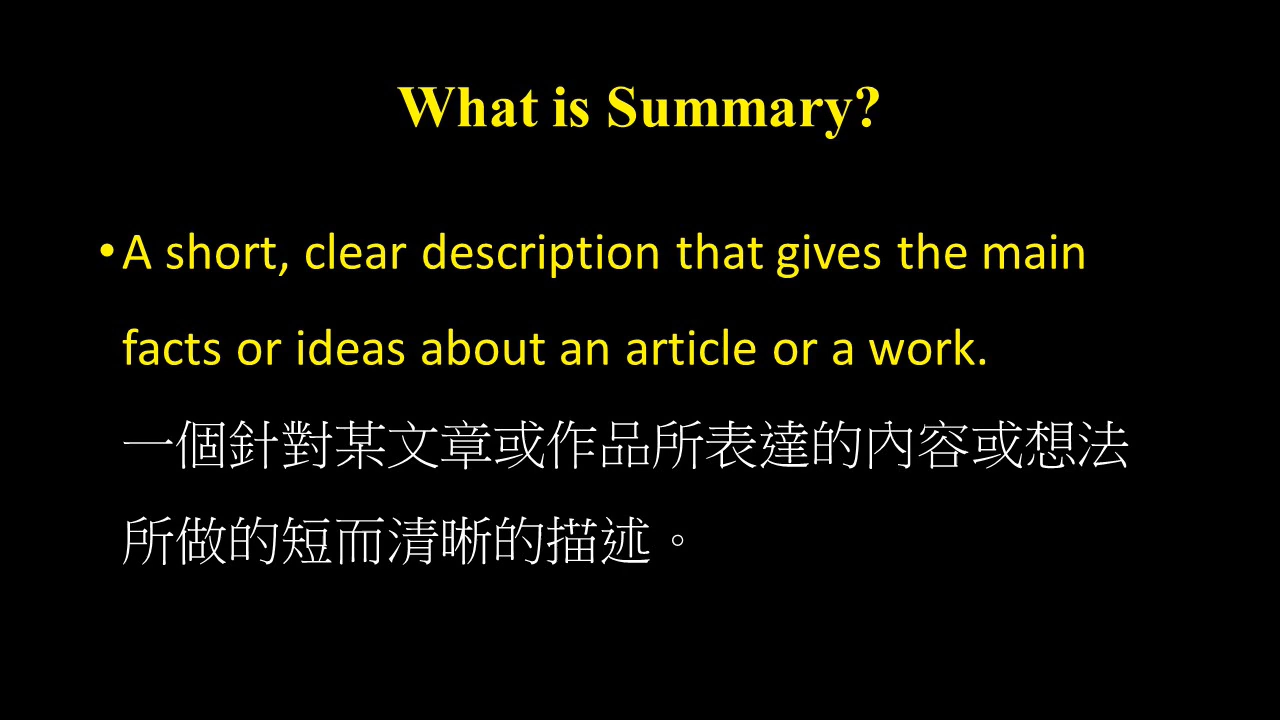 What is Summary?
•A short, clear description that gives the main
facts or ideas about an article or a work.
一個針對某文章或作品所表達的內容或想法
所做的短而清晰的描述。